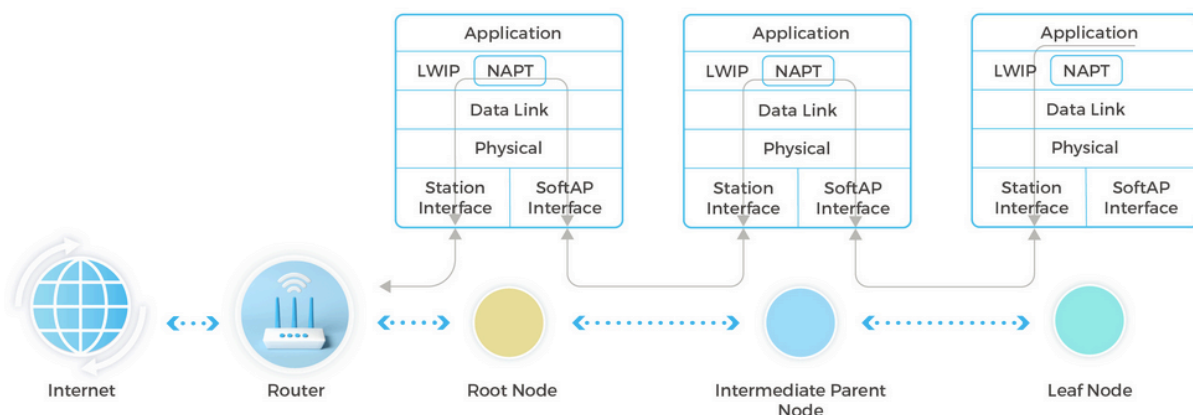 Application
LWIP NAPT
Data Link
Physical
Station
Interface
SoftAP
Interface
Application
LWIP NAPT
Data Link
Physical
Station
Interface
SoftAP
Interface
Application
LWIP NAPT
Data Link
Physical
Station
Interface
SoftAP
Interface
Internet
Router
Root Node
Intermediate Parent
Node
Leaf Node